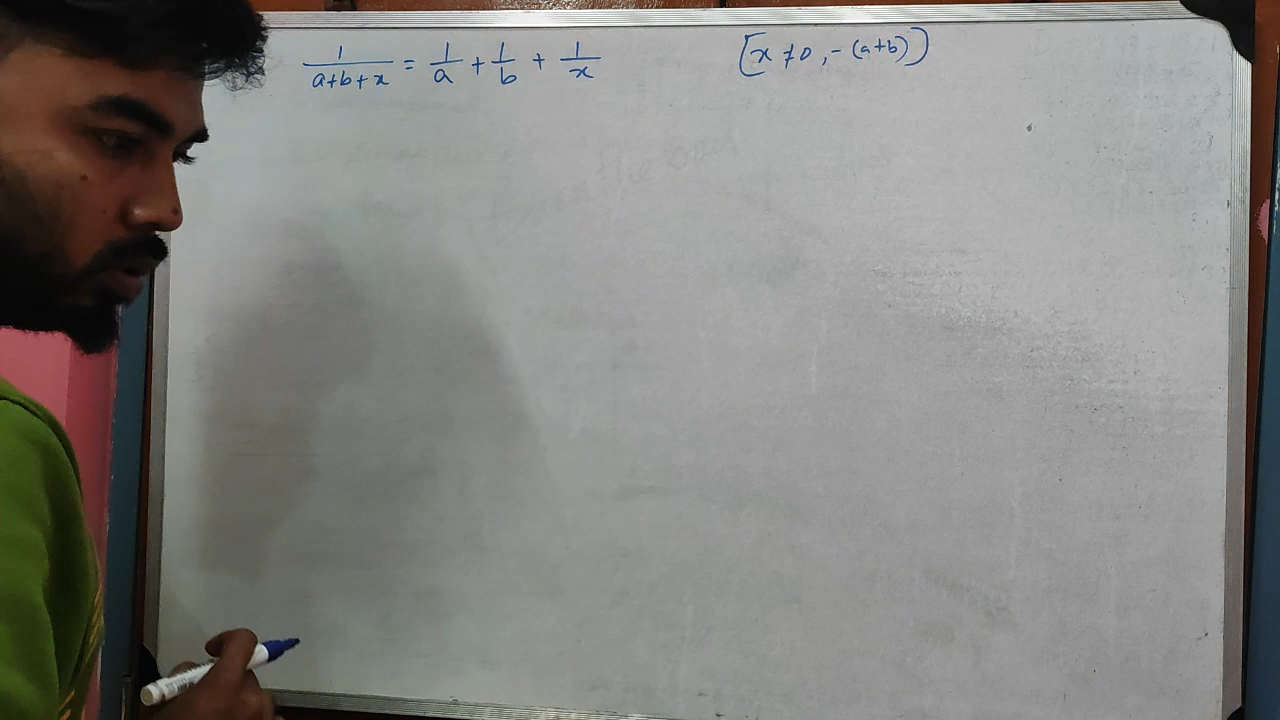 1/(a+b+x) = 1/a + 1/b + 1/x [x ≠ 0, -(a+b)]